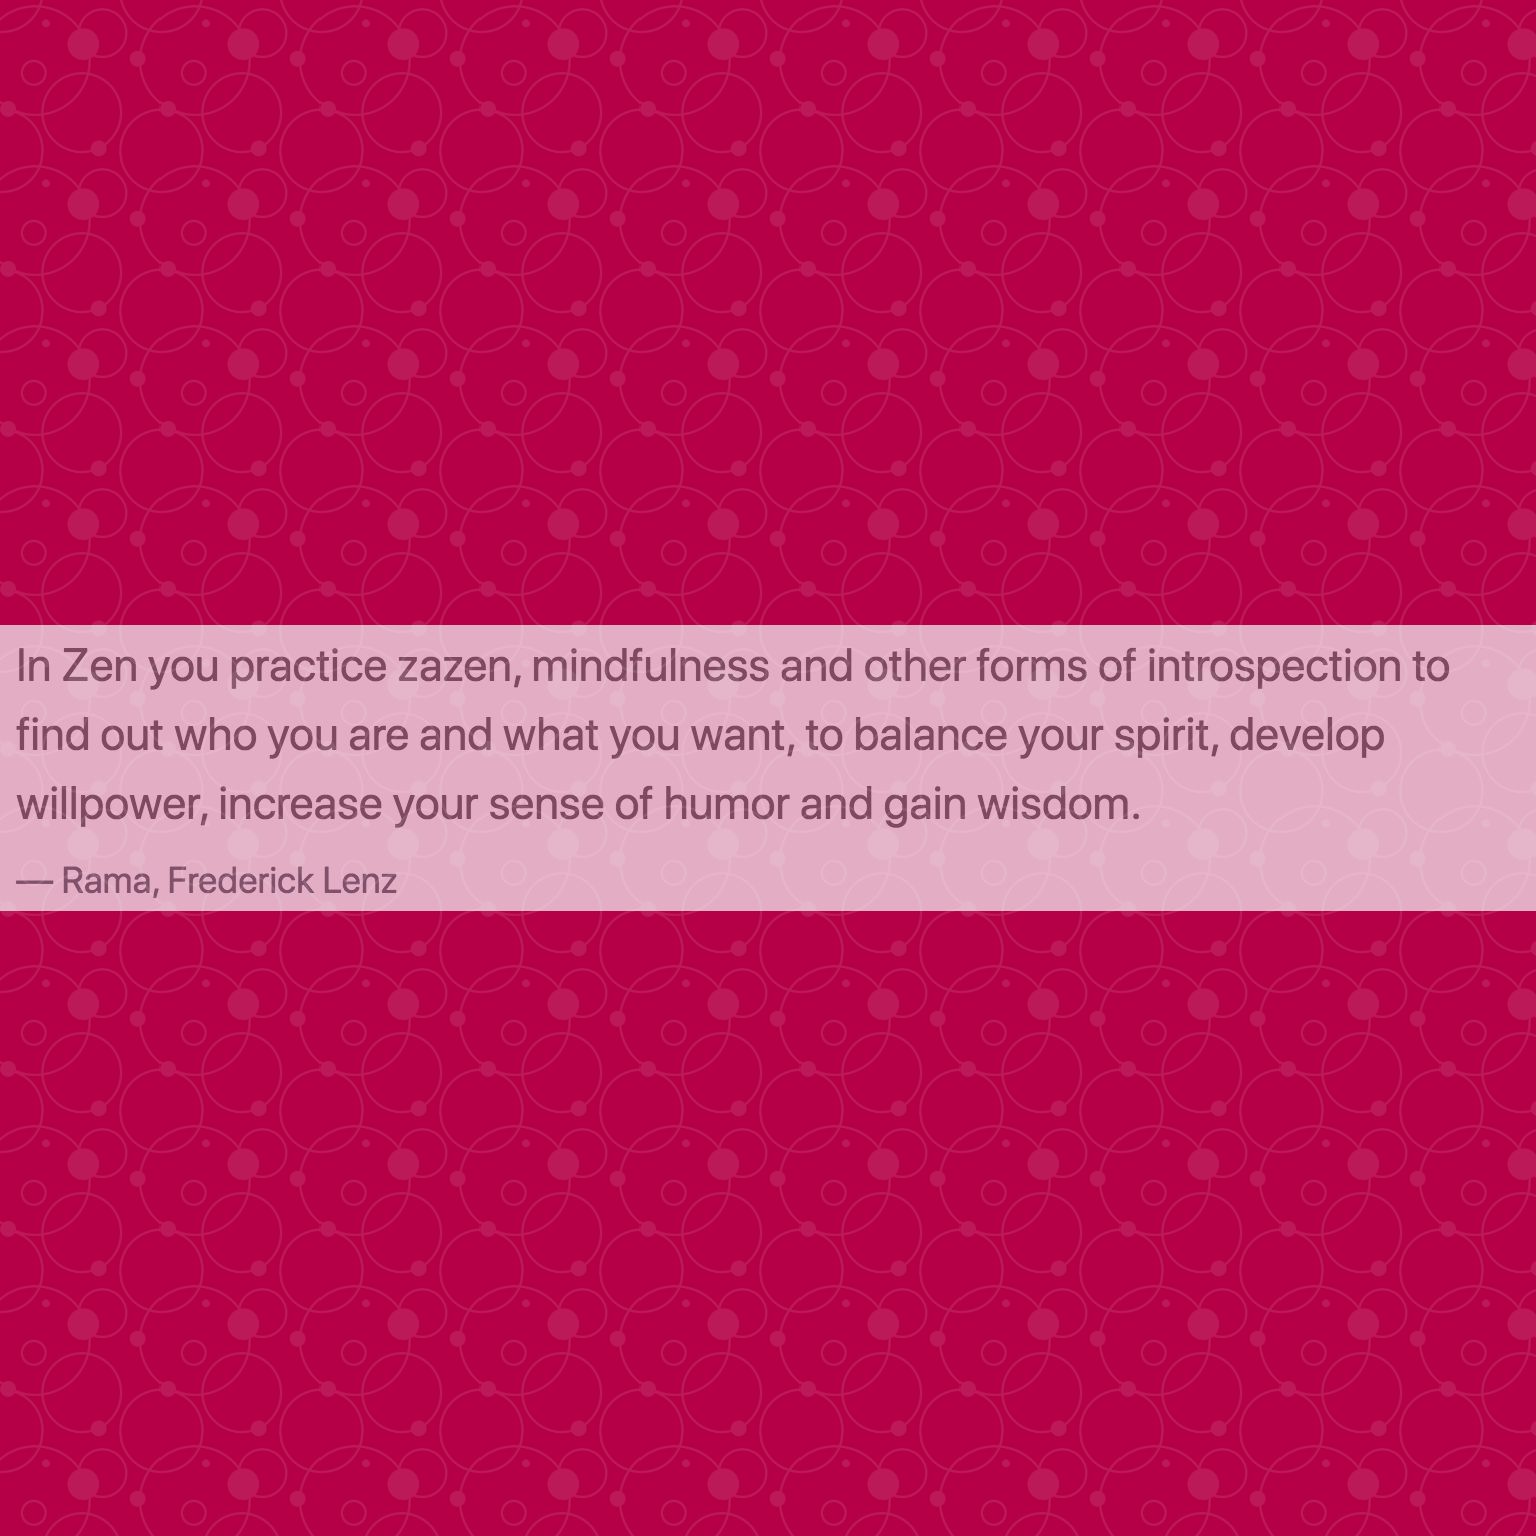 In Zen you practice zazen, mindfulness and other forms of introspection to
find out who you are and what you want, to balance your spirit, develop
willpower, increase your sense of humor and gain wisdom.
— Rama, Frederick Lenz